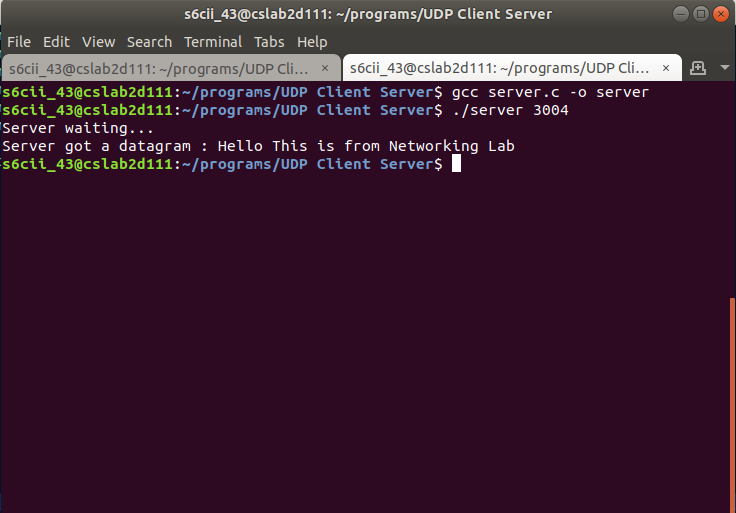 s6cii_43@cslab2d111: ~/programs/UDP Client Server
File Edit View Search Terminal Tabs Help
s6cii_43@cslab2d111: ~/programs/UDP Cli... × s6cii_43@cslab2d111: ~/programs/UDP Cli... ×
s6cii_43@cslab2d111:~/programs/UDP Client Server$ gcc server.c -o server
s6cii_43@cslab2d111:~/programs/UDP Client Server$ ./server 3004
Server waiting...
Server got a datagram : Hello This is from Networking Lab
s6cii_43@cslab2d111:~/programs/UDP Client Server$